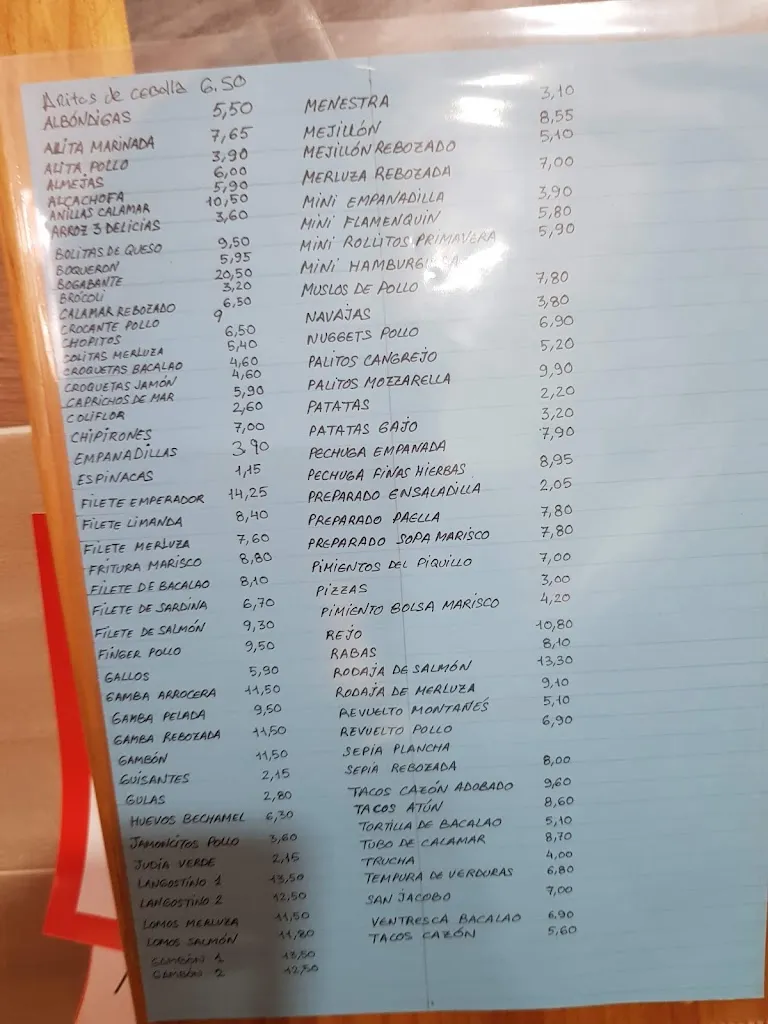 Aritos de cebolla 6.50
ALBÓNDIGAS 5,50
ALITA MARINADA 7,65
ALITA POLLO 3,90
ALMEJAS 6,00
ALCACHOFA 5,90
ANILLAS CALAMAR 10,50
ARROZ 3 DELICIAS 3,60
BOLITAS DE QUESO 9,50
BOQUERON 5,95
BOGABANTE 20,50
BRÓCOLI 3,20
CALAMAR REBOZADO 6,50
CROCANTE POLLO 9
CHOPITOS 6,50
COLITAS MERLUZA 5,40
CROQUETAS BACALAO 4,60
CROQUETAS JAMÓN 4,60
CAPRICHOS DE MAR 5,90
COLIFLOR 2,60
CHIPIRONES 7,00
EMPANADILLAS 3.90
ESPINACAS 1,15
FILETE EMPERADOR 14,25
FILETE LIMANDA 8,40
FILETE MERLUZA 7,60
FRITURA MARISCO 8,80
FILETE DE BACALAO 8,10
FILETE DE SARDINA 6,70
FILETE DE SALMÓN 9,30
FINGER POLLO 9,50
GALLOS 5,90
GAMBA ARROCERA 11,50
GAMBA PELADA 9,50
GAMBA REBOZADA 11,50
GAMBÓN 11,50
GUISANTES 2,15
GULAS 2,80
HUEVOS BECHAMEL 6,30
JAMONCITOS POLLO 3,60
JUDIA VERDE 2,15
LANGOSTINO 1 13,50
LANGOSTINO 2 12,50
LOMOS MERLUZA 11,50
LOMOS SALMÓN 11,80
GAMBÓN 1 13,50
GAMBÓN 2 12,50
MENESTRA 3,10
MEJILLÓN 8,55
MEJILLÓN REBOZADO 5,10
MERLUZA REBOZADA 7,00
MINI EMPANADILLA 3,90
MINI FLAMENQUIN 5,80
MINI ROLLITOS PRIMAVERA 5,90
MINI
MUSLOS DE POLLO 7,80
NAVAJAS 3,80
NUGGETS POLLO 6,90
PALITOS CANGREJO 5,20
PALITOS MOZZARELLA 9,90
PATATAS 2,20
PATATAS GAJO 3,20
PECHUGA EMPANADA 7,90
PECHUGA FINAS HIERBAS 8,95
PREPARADO ENSALADILLA 2,05
PREPARADO PAELLA 7,80
PREPARADO SOPA MARISCO 7,80
PIMIENTOS DEL PIQUILLO 7,00
PIZZAS 3,00
PIMIENTO BOLSA MARISCO 4,20
REJO 10,80
RABAS 8,10
RODAJA DE SALMÓN 13,30
RODAJA DE MERLUZA 9,10
REVUELTO MONTAÑES 5,10
REVUELTO POLLO 6,90
SEPIA PLANCHA
SEPIA REBOZADA 8,00
TACOS CAZÓN ADOBADO 9,60
TACOS ATÚN 8,60
TORTILLA DE BACALAO 5,10
TUBO DE CALAMAR 8,70
TRUCHA 4,00
TEMPURA DE VERDURAS 6,80
SAN JACOBO 7,00
VENTRESCA BACALAO 6,90
TACOS CAZÓN 5,60